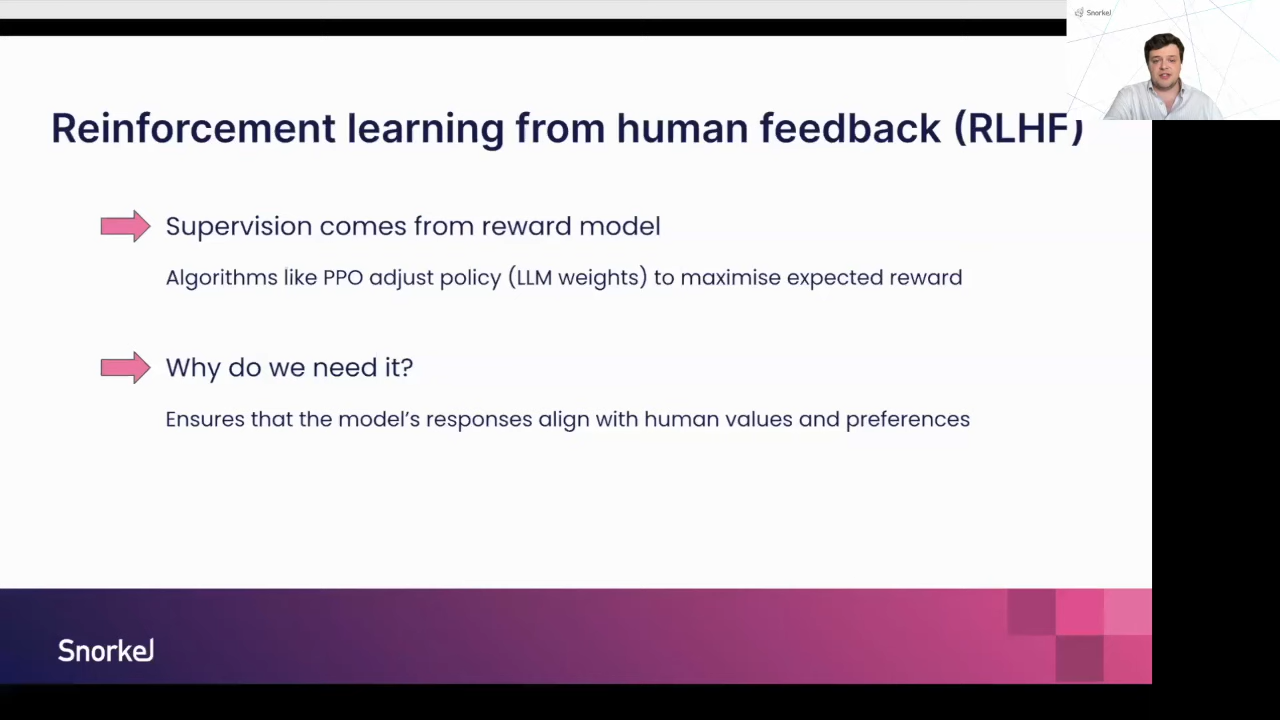 Snorkel
Reinforcement learning from human feedback (RLHF)
Supervision comes from reward model
Algorithms like PPO adjust policy (LLM weights) to maximise expected reward
Why do we need it?
Ensures that the model’s responses align with human values and preferences
Snorkel